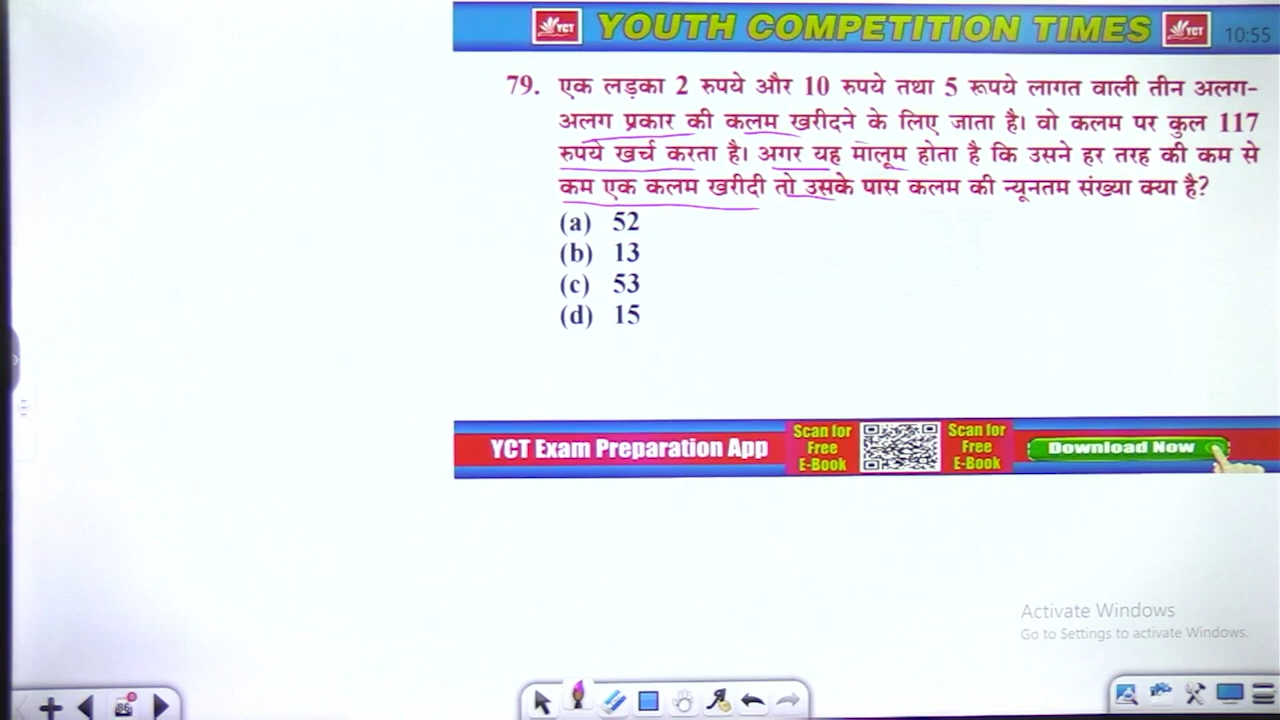 YCT YOUTH COMPETITION TIMES YCT 10:55
79. एक लड़का 2 रुपये और 10 रुपये तथा 5 रूपये लागत वाली तीन अलग-
अलग प्रकार की कलम खरीदने के लिए जाता है। वो कलम पर कुल 117
रुपये खर्च करता है। अगर यह मालूम होता है कि उसने हर तरह की कम से
कम एक कलम खरीदी तो उसके पास कलम की न्यूनतम संख्या क्या है?
(a) 52
(b) 13
(c) 53
(d) 15
YCT Exam Preparation App
Scan for
Free
E-Book
Scan for
Free
E-Book
Download Now
Activate Windows
Go to Settings to activate Windows.
86